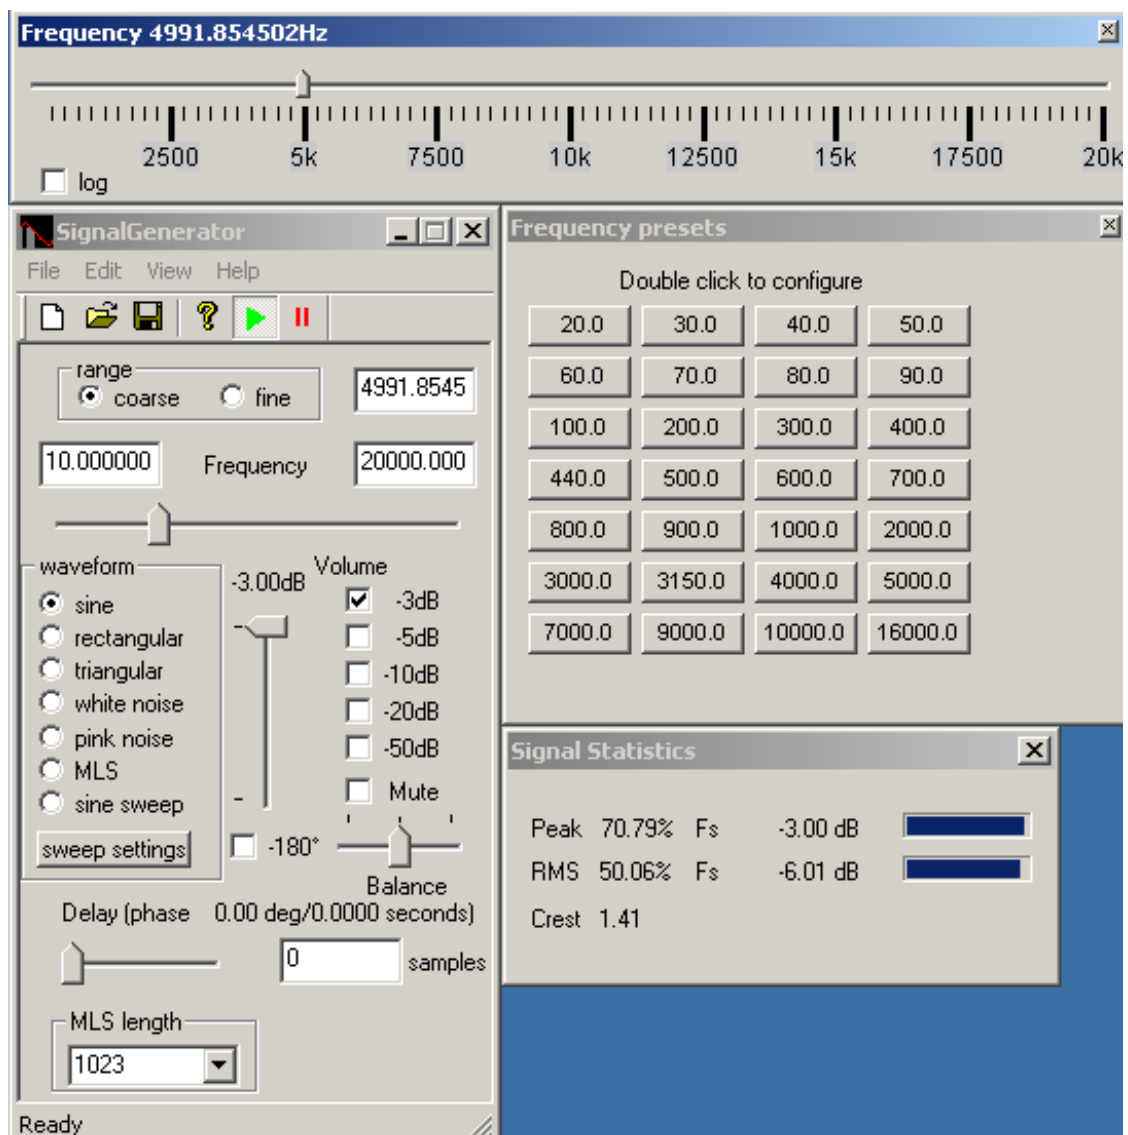 Frequency 4991.854502Hz
2500 5k 7500 10k 12500 15k 17500 20k
log
SignalGenerator
File Edit View Help
range
coarse fine 4991.8545
10.000000 Frequency 20000.000
waveform
sine
rectangular
triangular
white noise
pink noise
MLS
sine sweep
sweep settings
-3.00dB
Volume
-3dB
-5dB
-10dB
-20dB
-50dB
Mute
-180°
Balance
Delay (phase 0.00 deg/0.0000 seconds)
0 samples
MLS length
1023
Ready
Frequency presets
Double click to configure
20.0 30.0 40.0 50.0
60.0 70.0 80.0 90.0
100.0 200.0 300.0 400.0
440.0 500.0 600.0 700.0
800.0 900.0 1000.0 2000.0
3000.0 3150.0 4000.0 5000.0
7000.0 9000.0 10000.0 16000.0
Signal Statistics
Peak 70.79% Fs -3.00 dB
RMS 50.06% Fs -6.01 dB
Crest 1.41